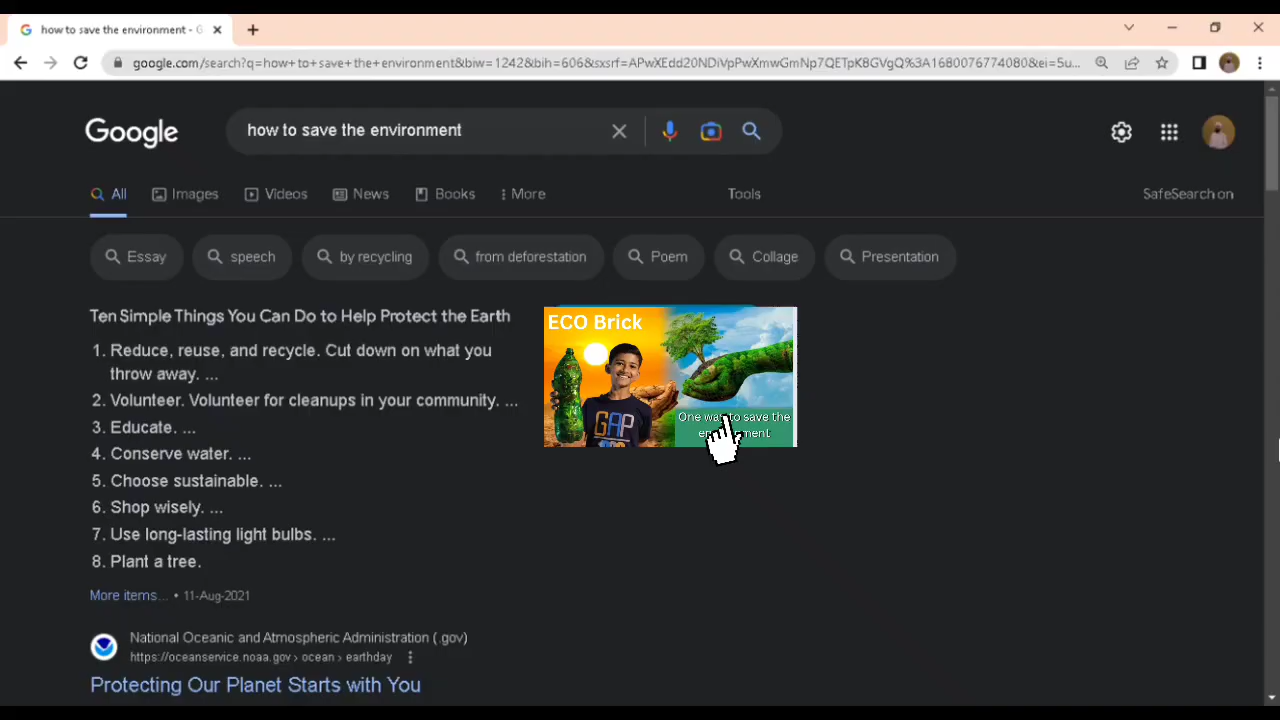 how to save the environment - G
google.com/search?q=how+to+save+the+environment&biw=1242&bih=606&sxsrf=APwXEdd20NDiVpPwXmwGmNp7QETpK8GVgQ%3A1680076774080&ei=5u...
Google
how to save the environment
All Images Videos News Books More Tools SafeSearch on
Essay speech by recycling from deforestation Poem Collage Presentation
Ten Simple Things You Can Do to Help Protect the Earth
1. Reduce, reuse, and recycle. Cut down on what you
throw away. ...
2. Volunteer. Volunteer for cleanups in your community. ...
3. Educate. ...
4. Conserve water. ...
5. Choose sustainable. ...
6. Shop wisely. ...
7. Use long-lasting light bulbs. ...
8. Plant a tree.
More items... • 11-Aug-2021
ECO Brick
GAP
One way to save the
National Oceanic and Atmospheric Administration (.gov)
https://oceanservice.noaa.gov › ocean › earthday
Protecting Our Planet Starts with You